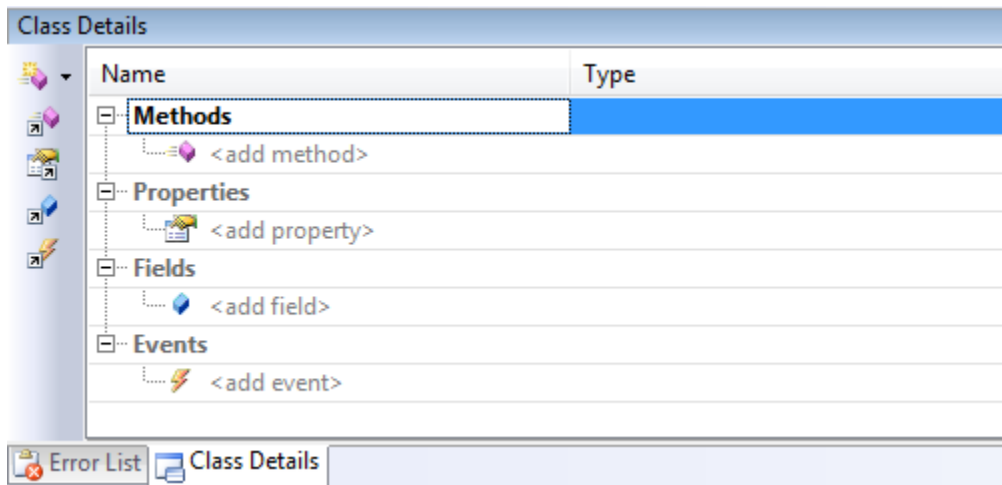 Class Details
Name Type
Methods
<add method>
Properties
<add property>
Fields
<add field>
Events
<add event>
Error List Class Details